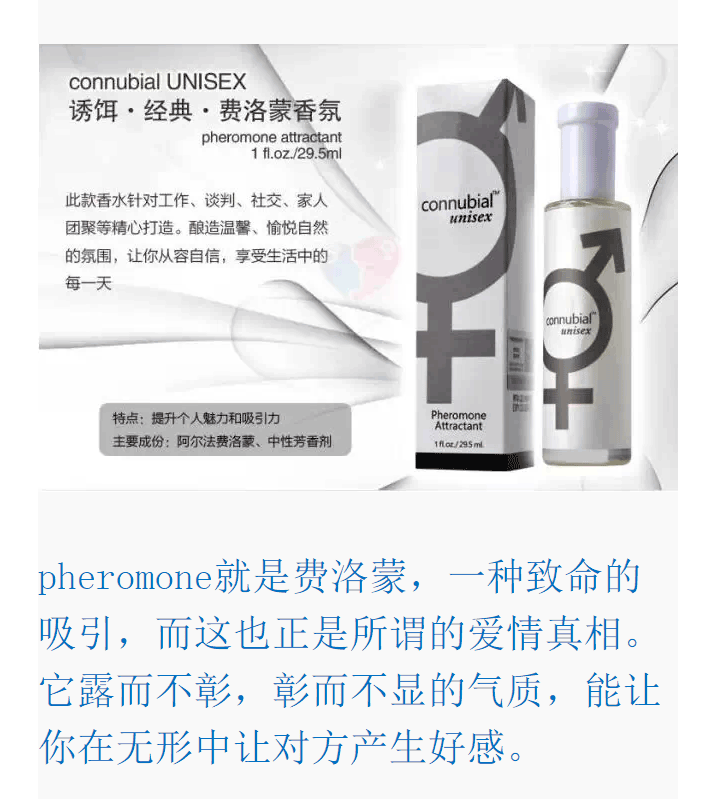 connubial UNISEX
诱饵・经典・费洛蒙香氛
pheromone attractant
1 fl.oz./29.5ml
此款香水针对工作、谈判、社交、家人
团聚等精心打造。酿造温馨、愉悦自然
的氛围，让你从容自信，享受生活中的
每一天
特点：提升个人魅力和吸引力
主要成份：阿尔法费洛蒙、中性芳香剂
connubial™
unisex
Pheromone
Attractant
1 fl.oz./29.5 ml.
connubial™
unisex
pheromone就是费洛蒙，一种致命的
吸引，而这也正是所谓的爱情真相。
它露而不彰，彰而不显的气质，能让
你在无形中让对方产生好感。